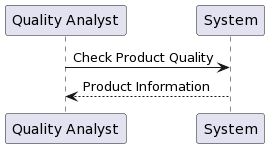 Quality Analyst System
Check Product Quality
Product Information
Quality Analyst System